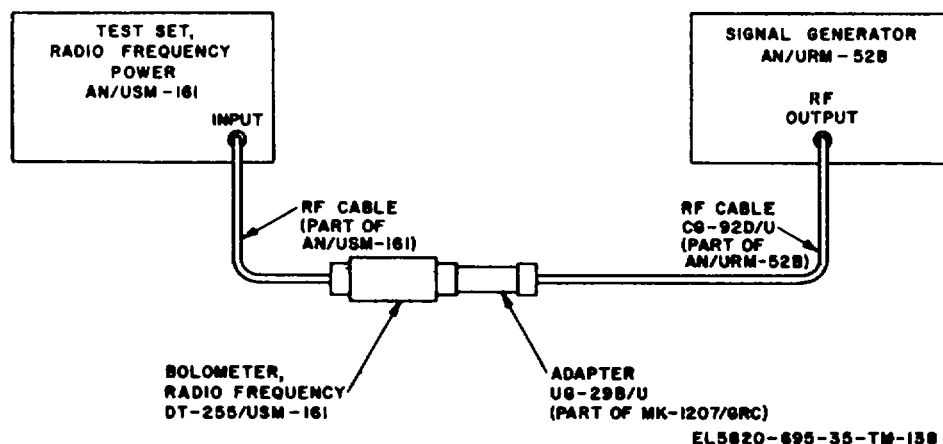 TEST SET,
RADIO FREQUENCY
POWER
AN/USM-161
INPUT
SIGNAL GENERATOR
AN/URM-52B
RF
OUTPUT
RF CABLE
(PART OF
AN/USM-161)
RF CABLE
CG-92D/U
(PART OF
AN/URM-52B)
BOLOMETER,
RADIO FREQUENCY
DT-255/USM-161
ADAPTER
UG-29B/U
(PART OF MK-1207/GRC)
EL5820-695-35-TM-138